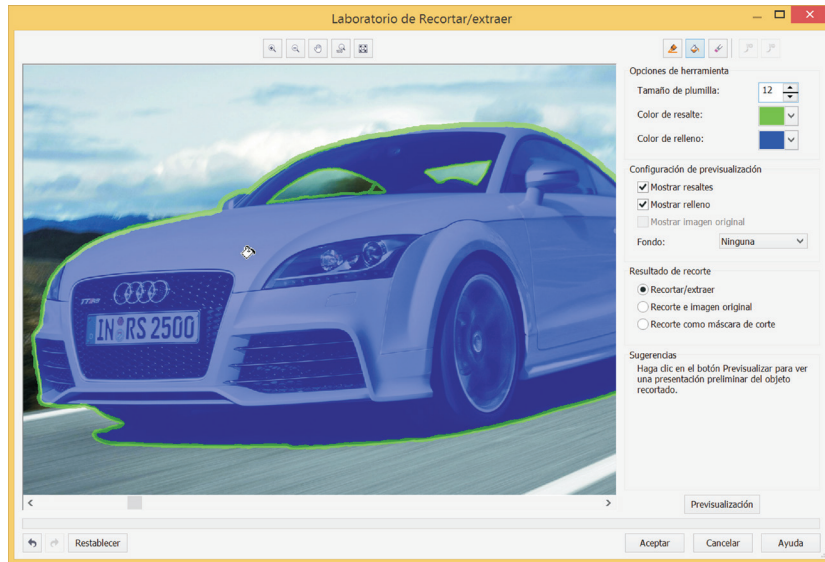 Laboratorio de Recortar/extraer
Opciones de herramienta
Tamaño de plumilla:
12
Color de resalte:
Color de relleno:
Configuración de previsualización
Mostrar resaltes
Mostrar relleno
Mostrar imagen original
Fondo:
Ninguna
Resultado de recorte
Recortar/extraer
Recorte e imagen original
Recorte como máscara de corte
Sugerencias
Haga clic en el botón Previsualizar para ver
una presentación preliminar del objeto
recortado.
TTRS
IN RS 2500
Previsualización
Restablecer
Aceptar
Cancelar
Ayuda